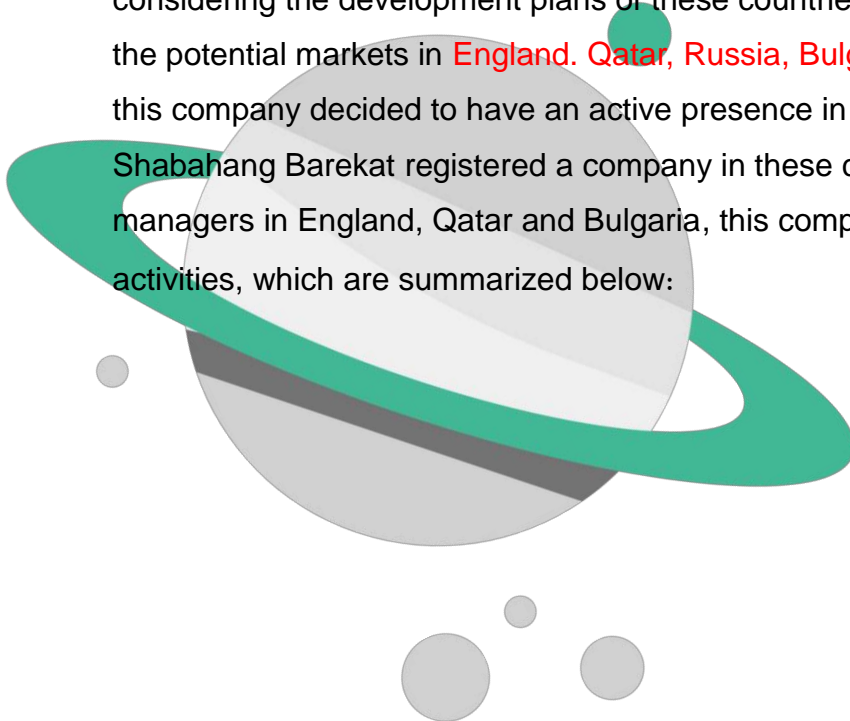 considering the development plans of these countrie
the potential markets in England. Qatar, Russia, Bulg
this company decided to have an active presence in
Shabahang Barekat registered a company in these c
managers in England, Qatar and Bulgaria, this comp
activities, which are summarized below: